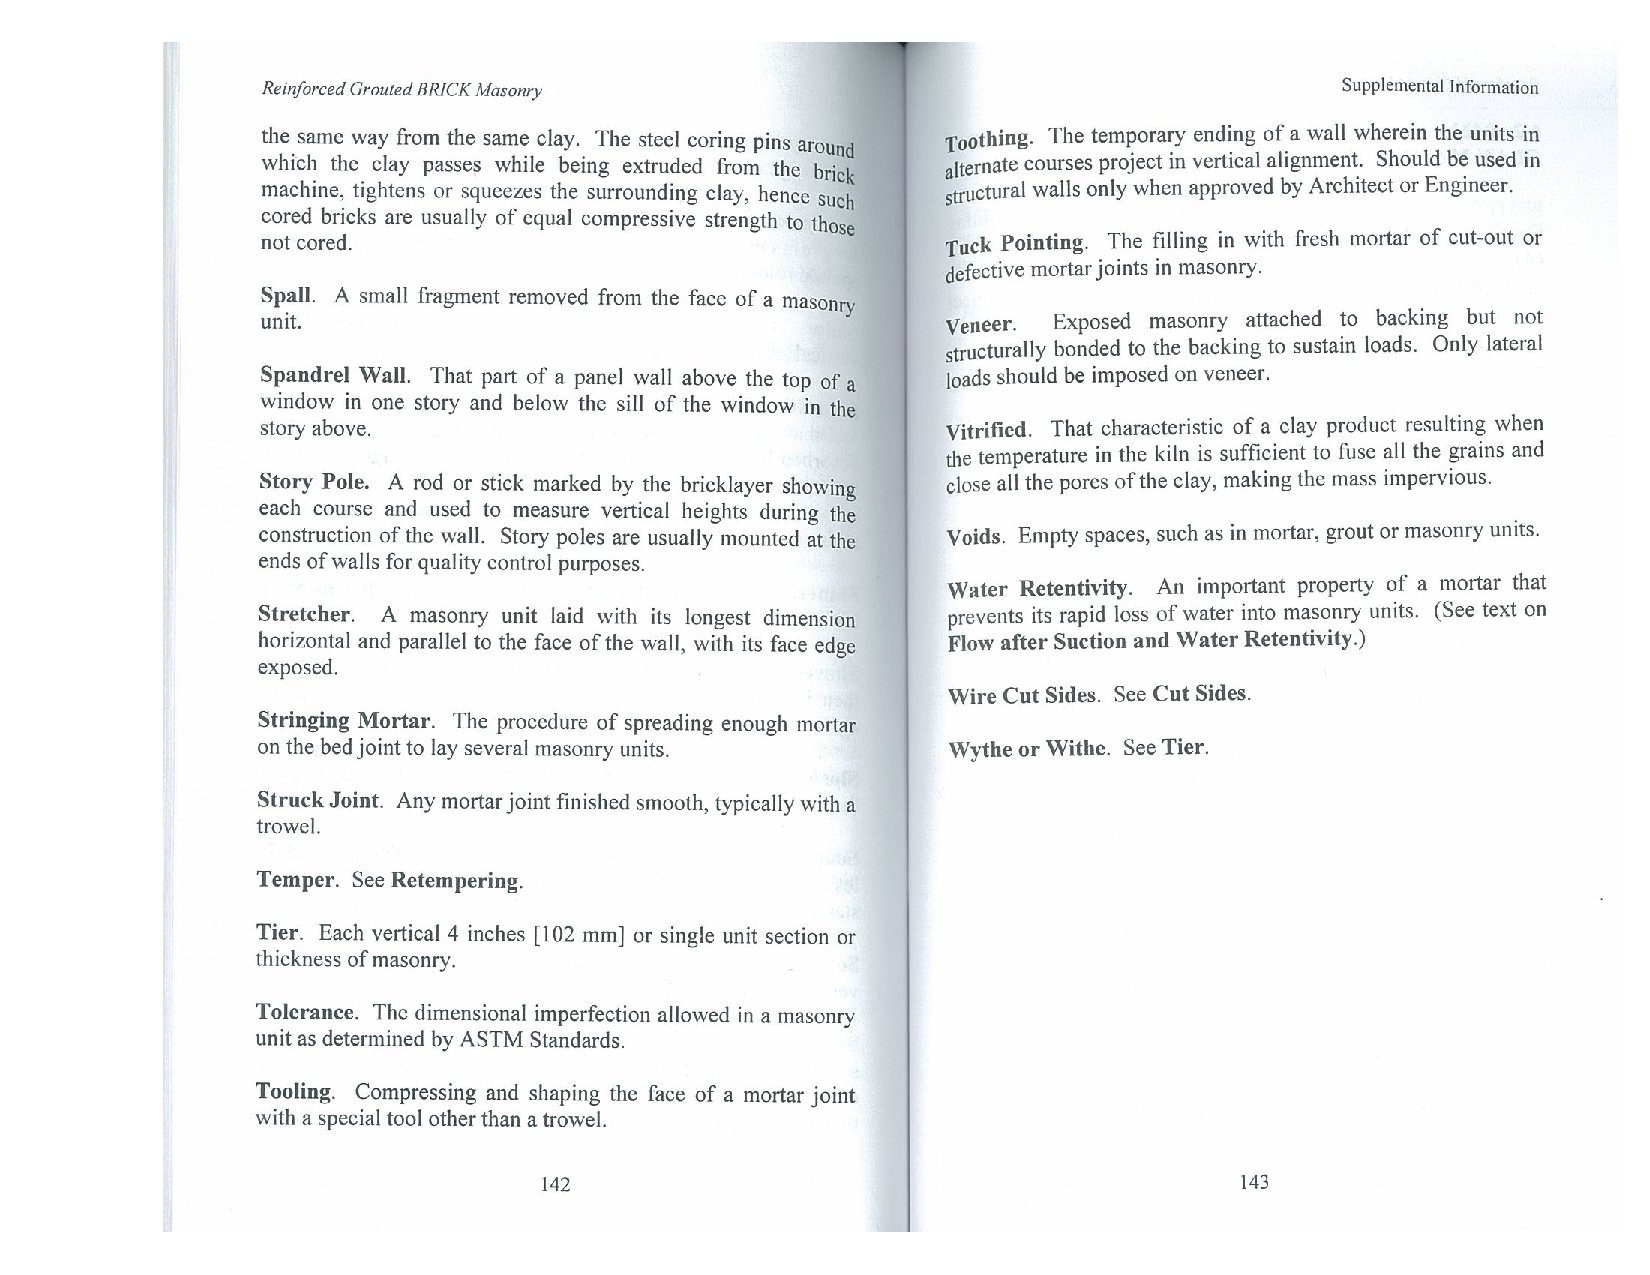 Reinforced Grouted BRICK Masonry
the same way from the same clay. The steel coring pins around
which the clay passes while being extruded from the brick
machine, tightens or squeezes the surrounding clay, hence such
cored bricks are usually of equal compressive strength to those
not cored.
Spall. A small fragment removed from the face of a masonry
unit.
Spandrel Wall. That part of a panel wall above the top of a
window in one story and below the sill of the window in the
story above.
Story Pole. A rod or stick marked by the bricklayer showing
each course and used to measure vertical heights during the
construction of the wall. Story poles are usually mounted at the
ends of walls for quality control purposes.
Stretcher. A masonry unit laid with its longest dimension
horizontal and parallel to the face of the wall, with its face edge
exposed.
Stringing Mortar. The procedure of spreading enough mortar
on the bed joint to lay several masonry units.
Struck Joint. Any mortar joint finished smooth, typically with a
trowel.
Temper. See Retempering.
Tier. Each vertical 4 inches [102 mm] or single unit section or
thickness of masonry.
Tolerance. The dimensional imperfection allowed in a masonry
unit as determined by ASTM Standards.
Tooling. Compressing and shaping the face of a mortar joint
with a special tool other than a trowel.
142
Supplemental Information
Toothing. The temporary ending of a wall wherein the units in
alternate courses project in vertical alignment. Should be used in
structural walls only when approved by Architect or Engineer.
Tuck Pointing. The filling in with fresh mortar of cut-out or
defective mortar joints in masonry.
Veneer. Exposed masonry attached to backing but not
structurally bonded to the backing to sustain loads. Only lateral
loads should be imposed on veneer.
Vitrified. That characteristic of a clay product resulting when
the temperature in the kiln is sufficient to fuse all the grains and
close all the pores of the clay, making the mass impervious.
Voids. Empty spaces, such as in mortar, grout or masonry units.
Water Retentivity. An important property of a mortar that
prevents its rapid loss of water into masonry units. (See text on
Flow after Suction and Water Retentivity.)
Wire Cut Sides. See Cut Sides.
Wythe or Withe. See Tier.
143